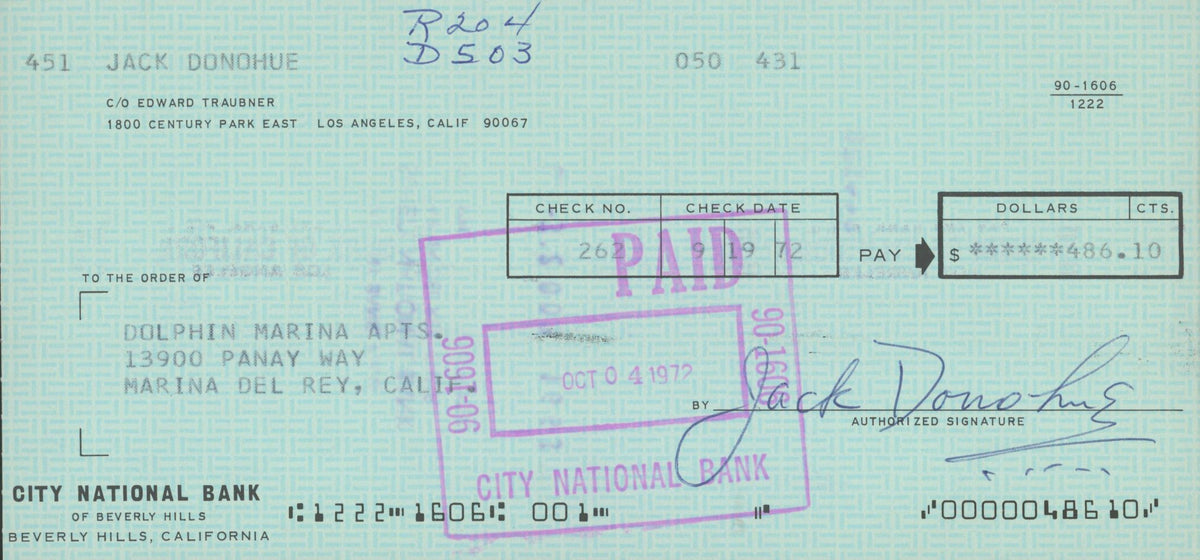 R204
D503
451 JACK DONOHUE 050 431
C/O EDWARD TRAUBNER
1800 CENTURY PARK EAST LOS ANGELES, CALIF 90067
90-1606
1222
CHECK NO. CHECK DATE
262 9 19 72
DOLLARS CTS.
PAY $ ******486.10
TO THE ORDER OF
DOLPHIN MARINA APTS.
13900 PANAY WAY
MARINA DEL REY, CALIF.
PAID
90-1606
OCT 04 1972
90-1606
CITY NATIONAL BANK
BY Jack Donohue
AUTHORIZED SIGNATURE
CITY NATIONAL BANK
OF BEVERLY HILLS
BEVERLY HILLS, CALIFORNIA
⑆1222⑉1606⑆ 001⑈ ⑈ ⑇0000048610⑇